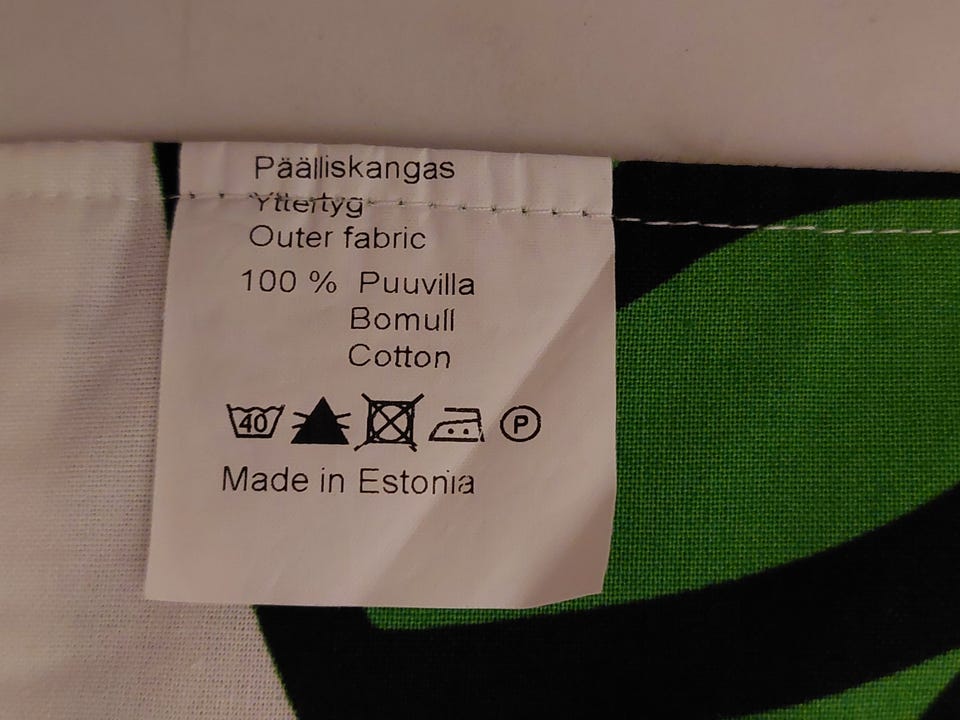 Päälliskangas
Yttertyg
Outer fabric
100 % Puuvilla
Bomull
Cotton
40 P
Made in Estonia